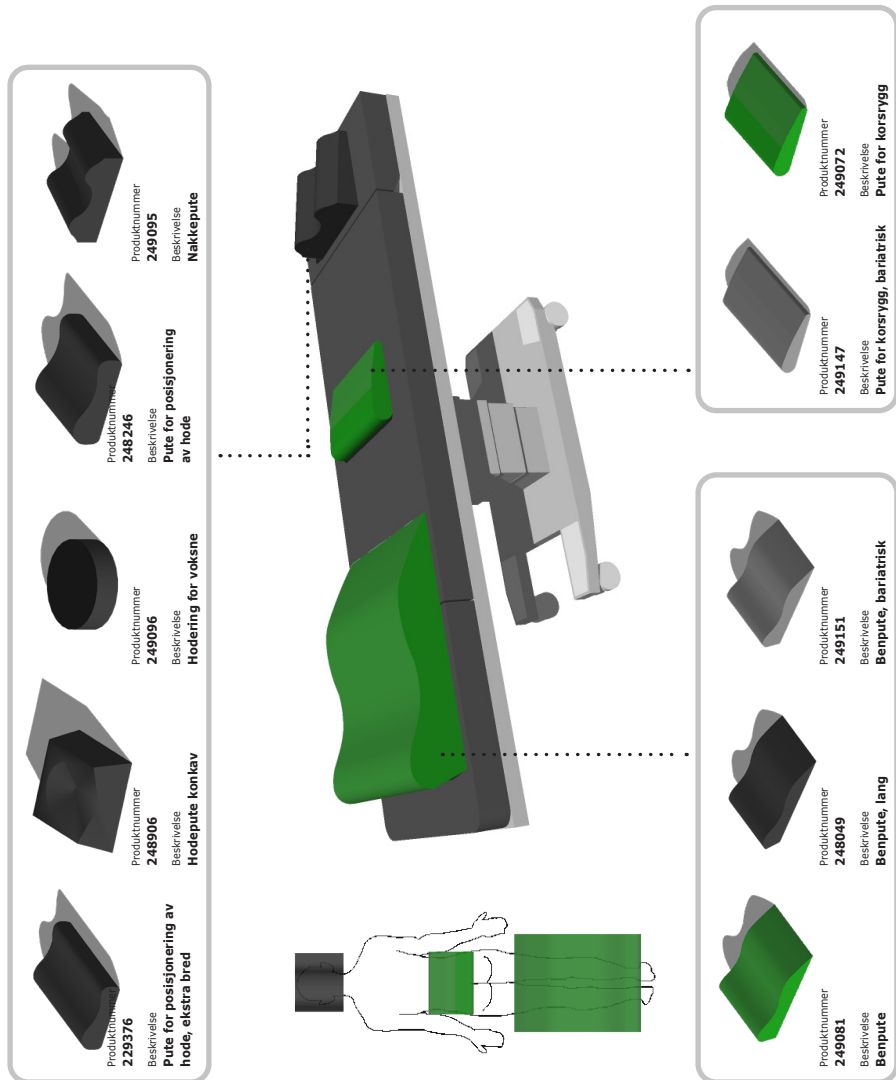 Produktnummer
229376
Beskrivelse
Pute for posisjonering av
hode, ekstra bred
Produktnummer
248906
Beskrivelse
Hodepute konkav
Produktnummer
249096
Beskrivelse
Hodering for voksne
Produktnummer
248246
Beskrivelse
Pute for posisjonering
av hode
Produktnummer
249095
Beskrivelse
Nakkepute
Produktnummer
249081
Beskrivelse
Benpute
Produktnummer
248049
Beskrivelse
Benpute, lang
Produktnummer
249151
Beskrivelse
Benpute, bariatrisk
Produktnummer
249147
Beskrivelse
Pute for korsrygg, bariatrisk
Produktnummer
249072
Beskrivelse
Pute for korsrygg